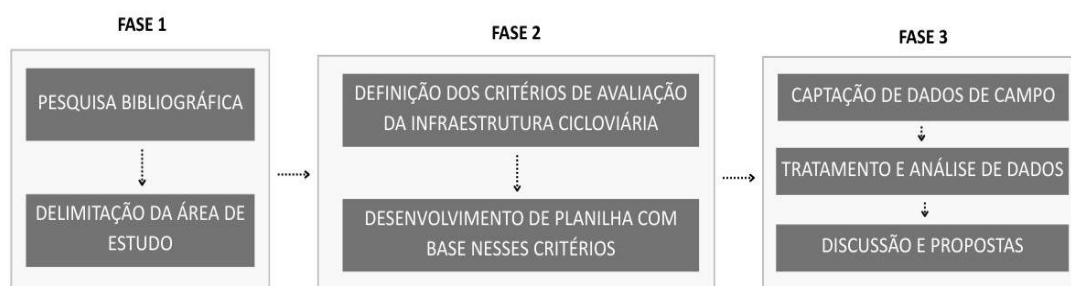 FASE 1
PESQUISA BIBLIOGRÁFICA
DELIMITAÇÃO DA ÁREA DE
ESTUDO
FASE 2
DEFINIÇÃO DOS CRITÉRIOS DE AVALIAÇÃO
DA INFRAESTRUTURA CICLOVIÁRIA
DESENVOLVIMENTO DE PLANILHA COM
BASE NESSES CRITÉRIOS
FASE 3
CAPTAÇÃO DE DADOS DE CAMPO
TRATAMENTO E ANÁLISE DE DADOS
DISCUSSÃO E PROPOSTAS